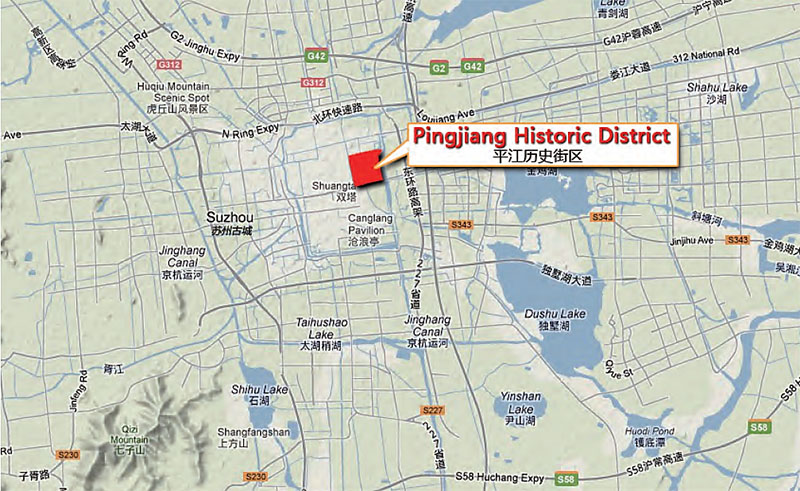 Lake
青剑湖
高速
G42沪蓉高速
沪宁高速
高新区高架路
Ring Rd
G2-Jinghu Expy
G42
G2
G42
G312
G312
312 National Rd
娄江大道
Huqiu Mountain
Scenic Spot
虎丘山风景区
Shahu Lake
沙湖
北环快速路
Loujiang Ave
Ave
太湖大道
N Ring Expy
Pingjiang Historic District
平江历史街区
东环路高架
金鸡湖
Shuangta
双塔
Suzhou
苏州古城
Canglang
Pavilion
沧浪亭
S343
S343
斜塘河
Jinjihu Ave
S343
金鸡湖大
吴淞江
Jinghang
Canal
京杭运河
227省道
独墅湖大道
Dushu Lake
独墅湖
Taihushao
Lake
太湖稍湖
Jinghang
Canal
京杭运河
胥江
Jinfeng Rd
Qiyue St
Shihu Lake
石湖
Yinshan
Lake
尹山湖
S227
Qizi
Mountain
七子山
Shangfangshan
上方山
227省道
Huodi Pond
镬底潭
S58
Rd
S230
子胥路
S230
S58 Huchang Expy
S58
S58沪常高速